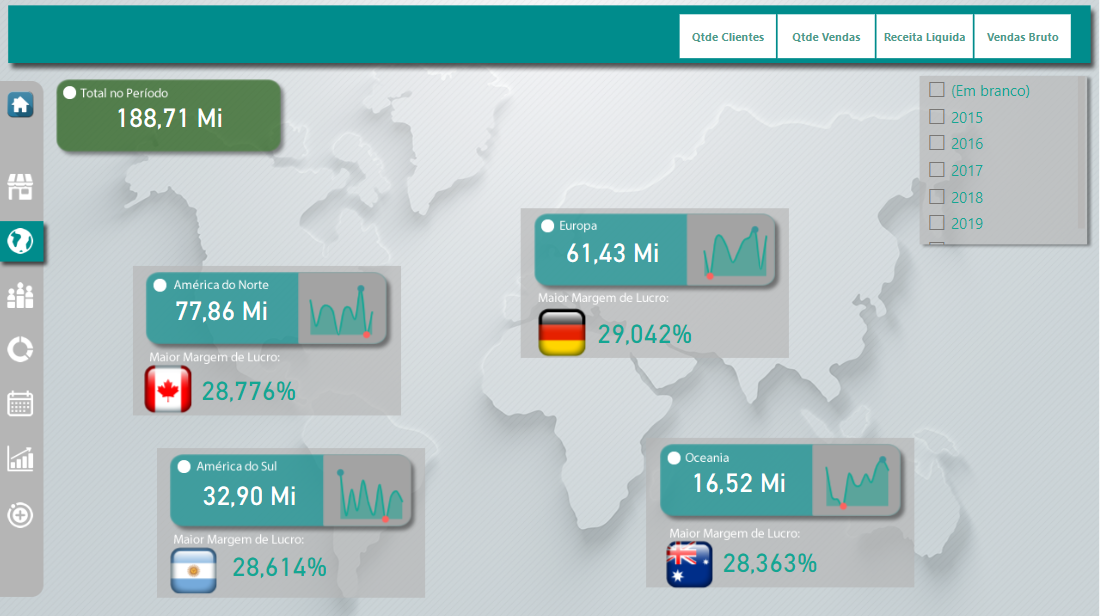 Qtde Clientes
Qtde Vendas
Receita Liquida
Vendas Bruto
Total no Período
188,71 Mi
(Em branco)
2015
2016
2017
2018
2019
Europa
61,43 Mi
Maior Margem de Lucro:
29,042%
América do Norte
77,86 Mi
Maior Margem de Lucro:
28,776%
América do Sul
32,90 Mi
Maior Margem de Lucro:
28,614%
Oceania
16,52 Mi
Maior Margem de Lucro:
28,363%